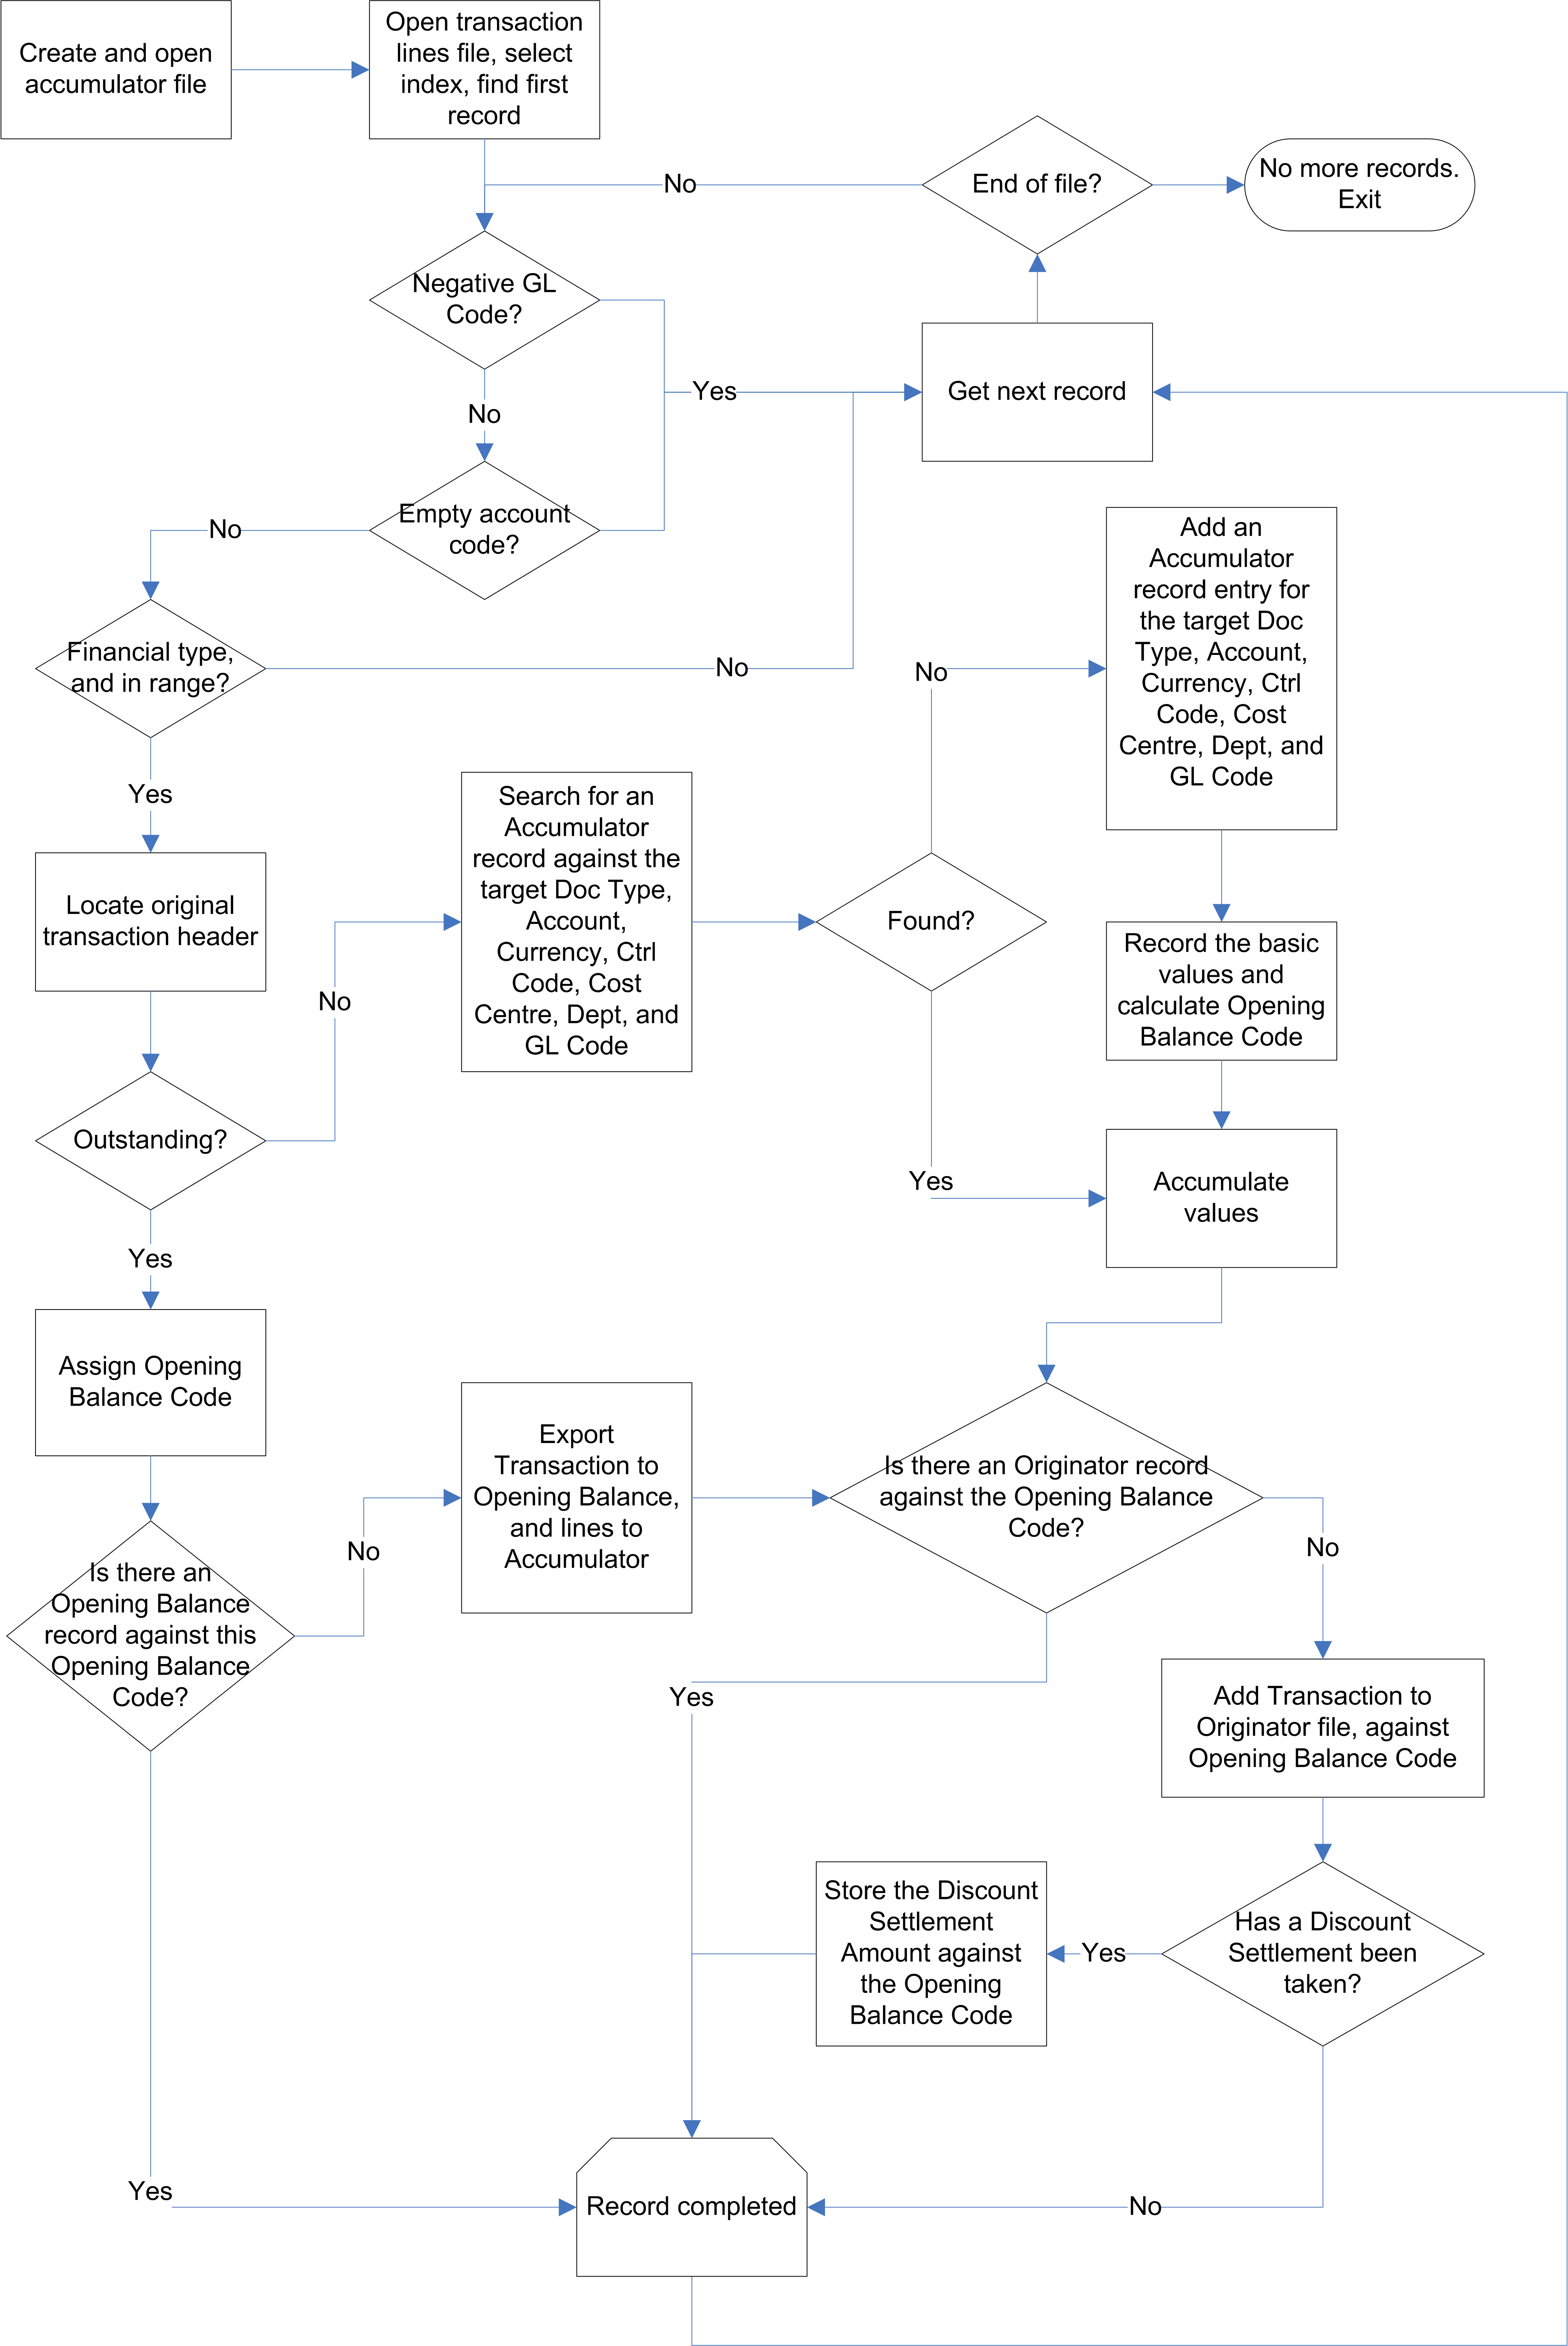 Create and open
accumulator file
Open transaction
lines file, select
index, find first
record
End of file?
No more records.
Exit
No
Negative GL
Code?
Yes
Get next record
No
Empty account
code?
No
Financial type,
and in range?
No
Yes
Add an
Accumulator
record entry for
the target Doc
Type, Account,
Currency, Ctrl
Code, Cost
Centre, Dept, and
GL Code
No
Search for an
Accumulator
record against the
target Doc Type,
Account,
Currency, Ctrl
Code, Cost
Centre, Dept, and
GL Code
Found?
Locate original
transaction header
No
Record the basic
values and
calculate Opening
Balance Code
Outstanding?
Yes
Accumulate
values
Yes
Assign Opening
Balance Code
Export
Transaction to
Opening Balance,
and lines to
Accumulator
Is there an Originator record
against the Opening Balance
Code?
No
No
Is there an
Opening Balance
record against this
Opening Balance
Code?
Yes
Add Transaction to
Originator file, against
Opening Balance Code
Store the Discount
Settlement
Amount against
the Opening
Balance Code
Yes
Has a Discount
Settlement been
taken?
Yes
Record completed
No